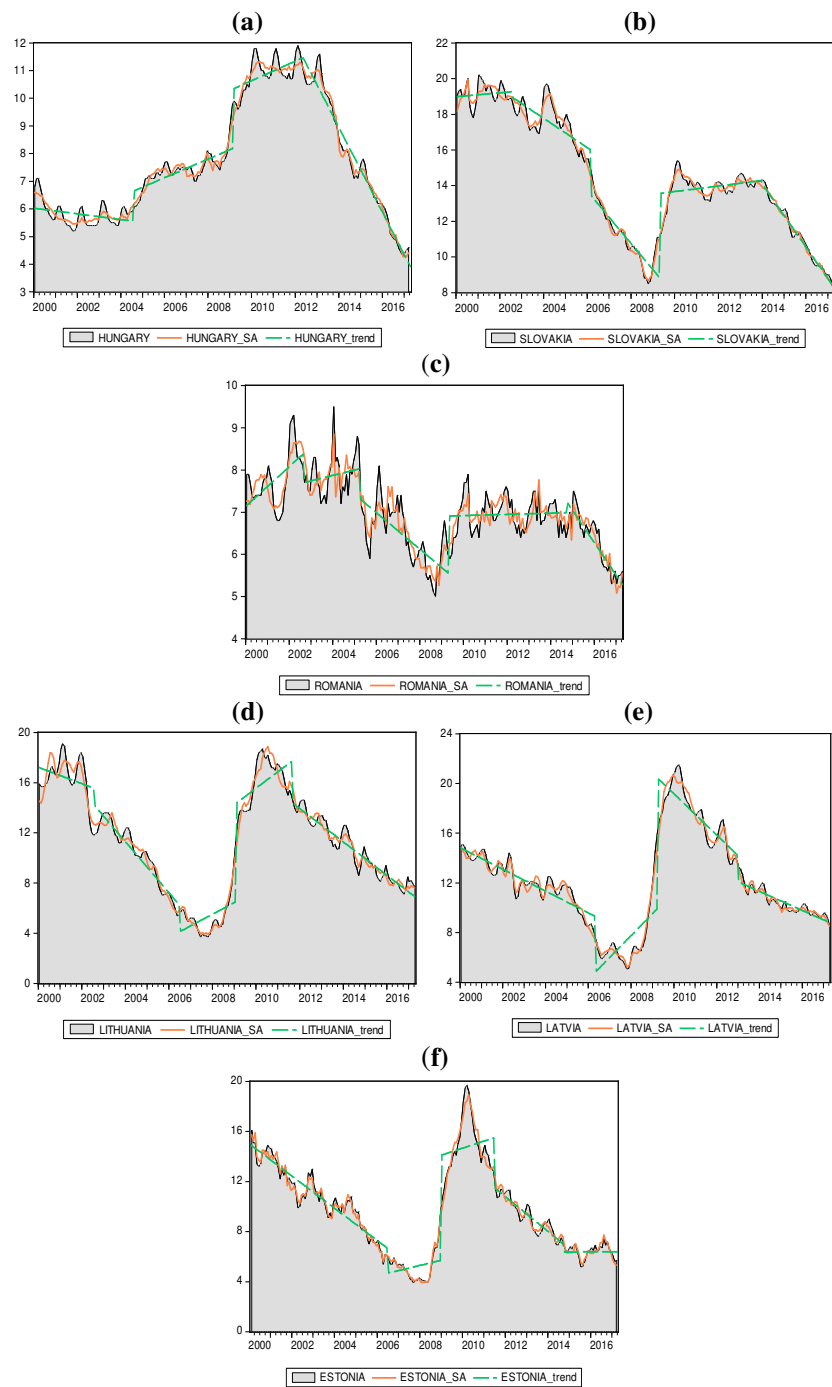 (a)
12
11
10
9
8
7
6
5
4
3
2000 2002 2004 2006 2008 2010 2012 2014 2016
HUNGARY HUNGARY_SA HUNGARY_trend
(b)
22
20
18
16
14
12
10
8
2000 2002 2004 2006 2008 2010 2012 2014 2016
SLOVAKIA SLOVAKIA_SA SLOVAKIA_trend
(c)
10
9
8
7
6
5
4
2000 2002 2004 2006 2008 2010 2012 2014 2016
ROMANIA ROMANIA_SA ROMANIA_trend
(d)
20
16
12
8
4
0
2000 2002 2004 2006 2008 2010 2012 2014 2016
LITHUANIA LITHUANIA_SA LITHUANIA_trend
(e)
24
20
16
12
8
4
2000 2002 2004 2006 2008 2010 2012 2014 2016
LATVIA LATVIA_SA LATVIA_trend
(f)
20
16
12
8
4
0
2000 2002 2004 2006 2008 2010 2012 2014 2016
ESTONIA ESTONIA_SA ESTONIA_trend